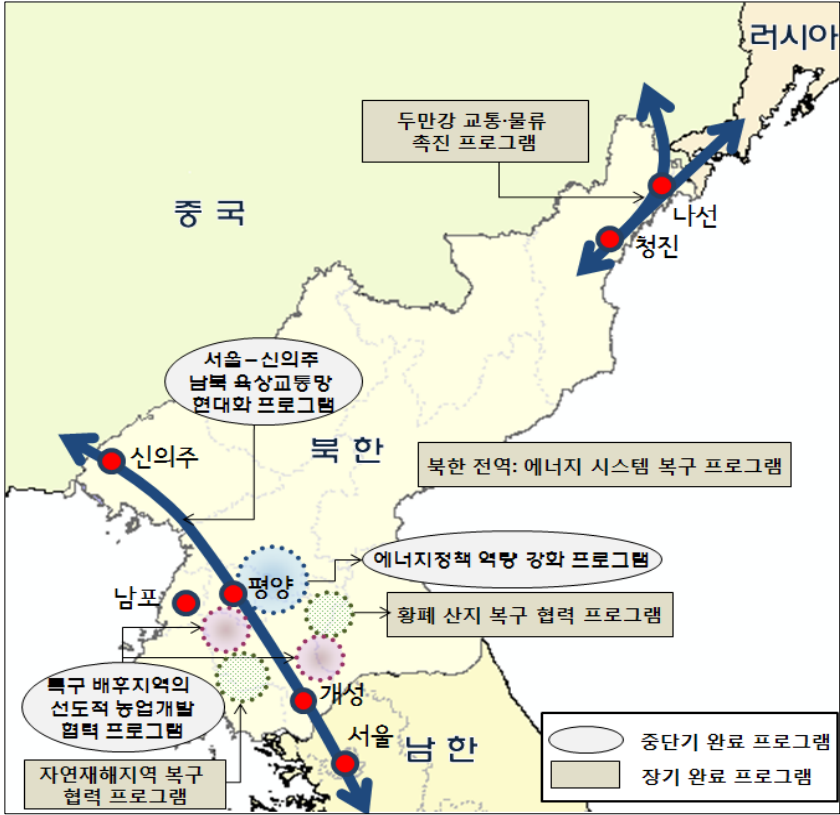 러시아
두만강 교통·물류
촉진 프로그램
중 국
나선
청진
서울-신의주
남북 육상교통망
현대화 프로그램
신의주
북 한
북한 전역: 에너지 시스템 복구 프로그램
에너지정책 역량 강화 프로그램
평양
남포
황폐 산지 복구 협력 프로그램
특구 배후지역의
선도적 농업개발
협력 프로그램
개성
서울
남 한
자연재해지역 복구
협력 프로그램
중단기 완료 프로그램
장기 완료 프로그램